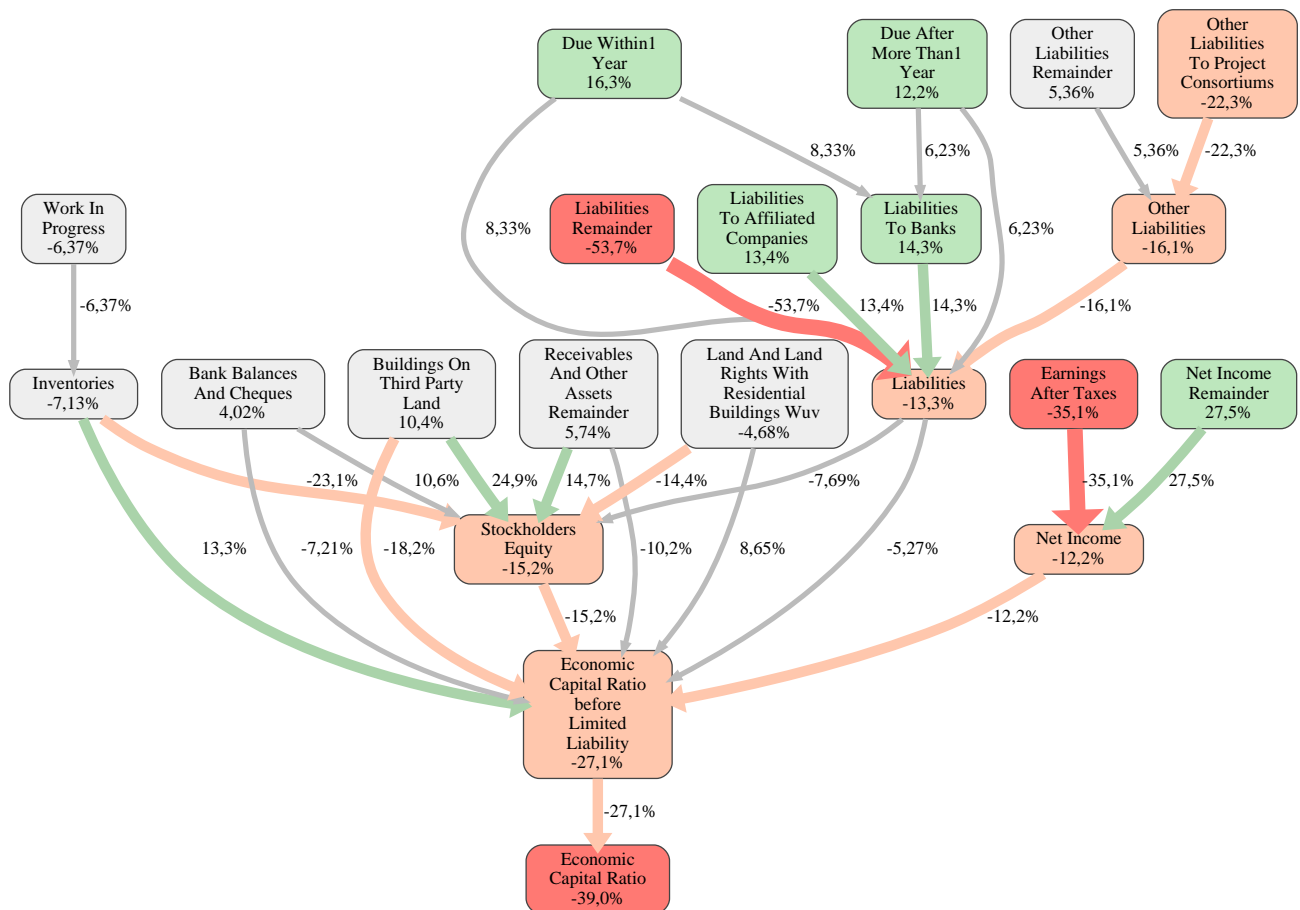 Due Within1
Year
16,3%
Due After
More Than1
Year
12,2%
Other
Liabilities
Remainder
5,36%
Other
Liabilities
To Project
Consortiums
-22,3%
8,33%
6,23%
5,36%
-22,3%
Work In
Progress
-6,37%
Liabilities
Remainder
-53,7%
Liabilities
To Affiliated
Companies
13,4%
Liabilities
To Banks
14,3%
Other
Liabilities
-16,1%
8,33%
6,23%
-6,37%
-53,7%
13,4%
14,3%
-16,1%
Inventories
-7,13%
Bank Balances
And Cheques
4,02%
Buildings On
Third Party
Land
10,4%
Receivables
And Other
Assets
Remainder
5,74%
Land And Land
Rights With
Residential
Buildings Wuv
-4,68%
Liabilities
-13,3%
Earnings
After Taxes
-35,1%
Net Income
Remainder
27,5%
-23,1%
10,6%
24,9%
14,7%
-14,4%
-7,69%
-35,1%
27,5%
Stockholders
Equity
-15,2%
Net Income
-12,2%
13,3%
-7,21%
-18,2%
-10,2%
8,65%
-5,27%
-15,2%
-12,2%
Economic
Capital Ratio
before
Limited
Liability
-27,1%
-27,1%
Economic
Capital Ratio
-39,0%